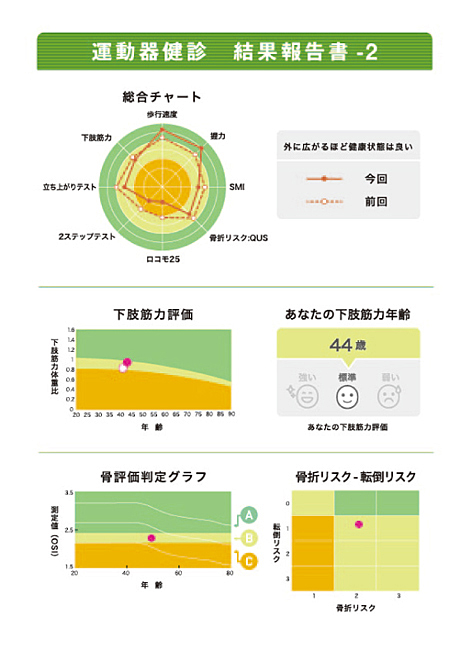 運動器健診 結果報告書 -2
総合チャート
歩行速度
下肢筋力
握力
立ち上がりテスト
SMI
2ステップテスト
骨折リスク:QUS
ロコモ25
外に広がるほど健康状態は良い
今回
前回
下肢筋力評価
下肢筋力体重比
1.6
1.4
1.2
1
0.8
0.6
0.4
0.2
0
20 25 30 35 40 45 50 55 60 65 70 75 80 85 90
年 齢
あなたの下肢筋力年齢
44歳
強い
標準
弱い
あなたの下肢筋力評価
骨評価判定グラフ
測定値(OSI)
3.5
2.5
1.5
20 40 60 80
年 齢
A
B
C
骨折リスク-転倒リスク
転倒リスク
0
1
2
3
1 2 3
骨折リスク